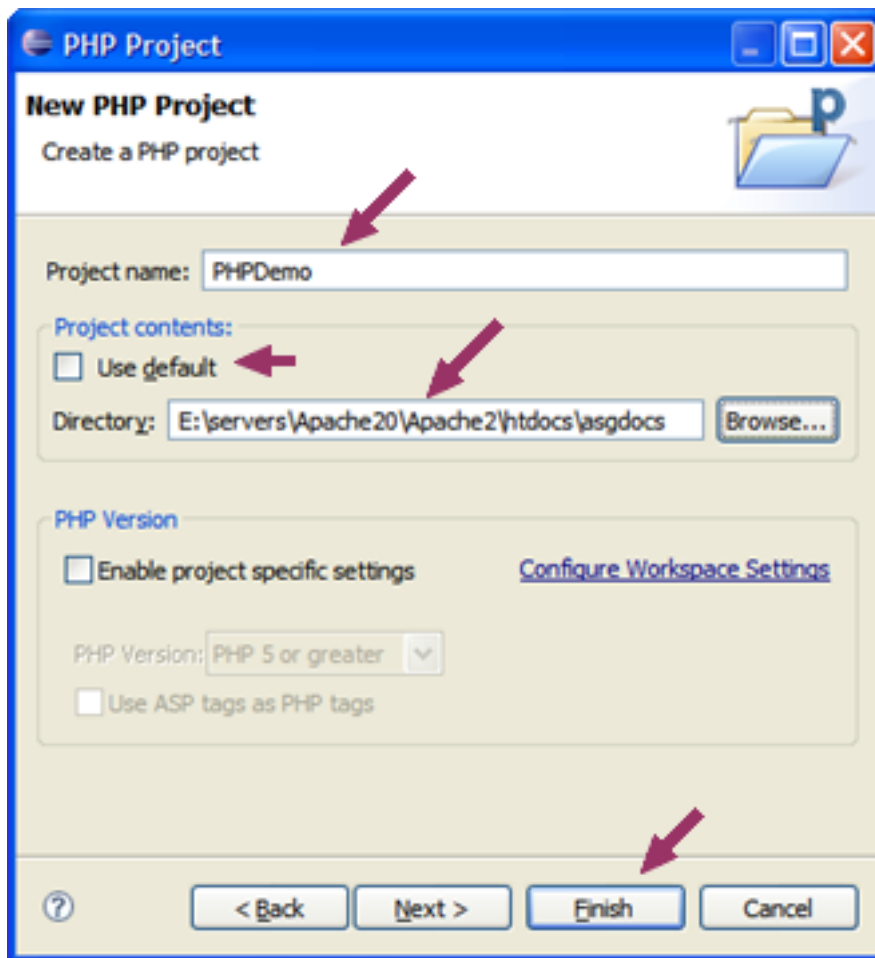 PHP Project
New PHP Project
Create a PHP project
Project name: PHPDemo
Project contents:
Use default
Directory: E:\servers\Apache20\Apache2\htdocs\asgdocs Browse...
PHP Version
Enable project specific settings Configure Workspace Settings
PHP Version: PHP 5 or greater
Use ASP tags as PHP tags
? < Back Next > Finish Cancel